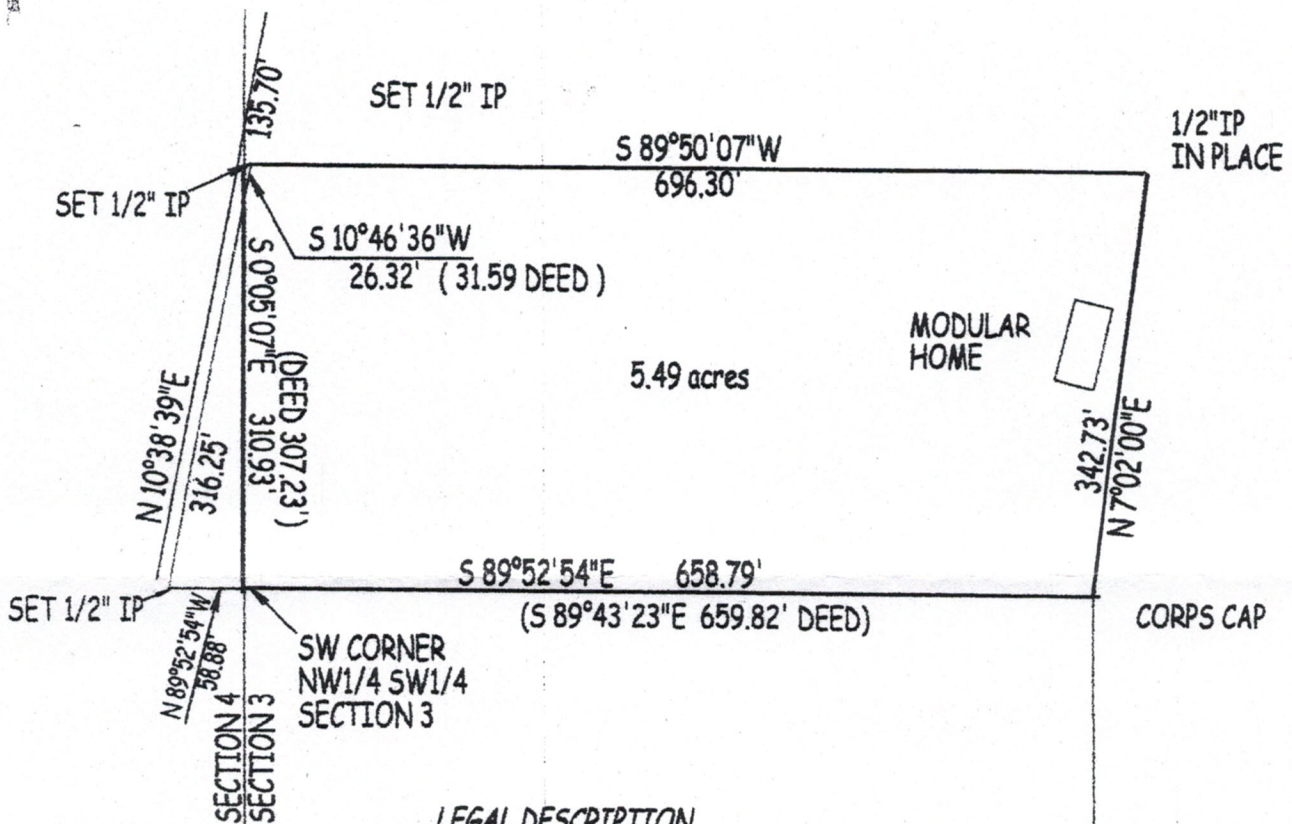 135.70'
SET 1/2" IP
S 89°50'07"W
696.30'
1/2"IP
IN PLACE
SET 1/2" IP
S 10°46'36"W
26.32' ( 31.59 DEED )
S 0°05'07"E 310.93'
(DEED 307.23')
MODULAR
HOME
5.49 acres
N 10°38'39"E
316.25'
342.73'
N 7°02'00"E
S 89°52'54"E 658.79'
(S 89°43'23"E 659.82' DEED)
SET 1/2" IP
CORPS CAP
N 89°52'54"W
58.88'
SW CORNER
NW1/4 SW1/4
SECTION 3
SECTION 4
SECTION 3
LEGAL DESCRIPTION